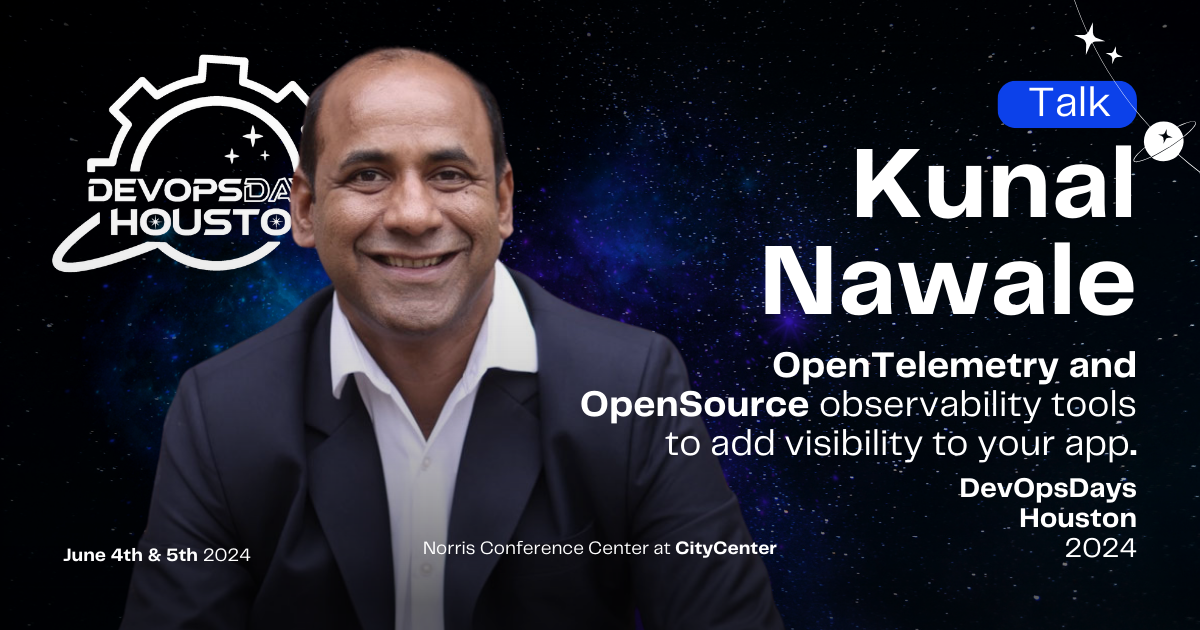 DEVOPSDA
HOUSTO
Talk
Kunal
Nawale
OpenTelemetry and
OpenSource observability tools
to add visibility to your app.
DevOpsDays
Houston
2024
June 4th & 5th 2024
Norris Conference Center at CityCenter